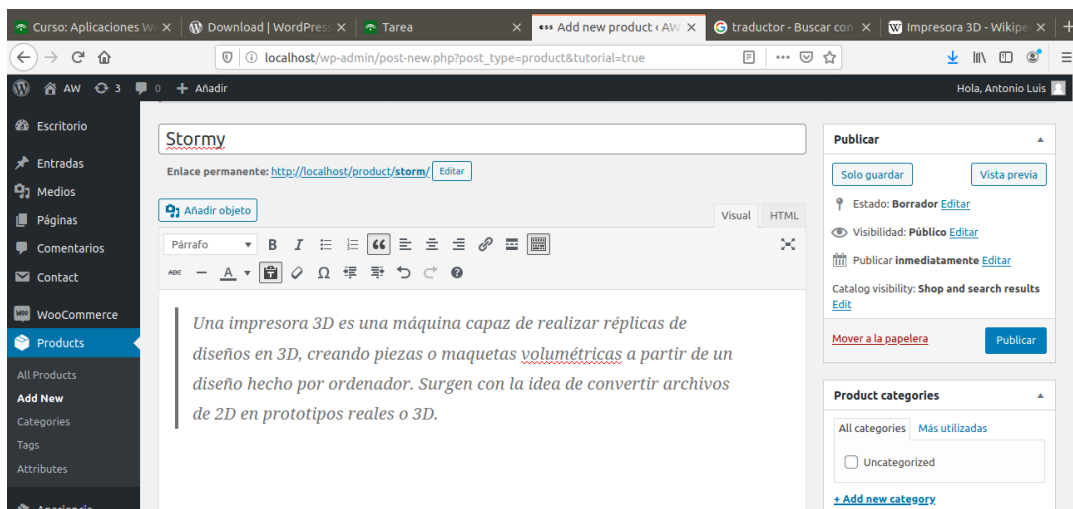 Curso: Aplicaciones W
Download | WordPres
Tarea
Add new product ‹ AW
traductor - Buscar con
Impresora 3D - Wikipe
localhost/wp-admin/post-new.php?post_type=product&tutorial=true
AW 3 0 + Añadir
Hola, Antonio Luis
Escritorio
Entradas
Medios
Páginas
Comentarios
Contact
WooCommerce
Products
All Products
Add New
Categories
Tags
Attributes
Apariencia
Stormy
Enlace permanente: http://localhost/product/storm/ Editar
Añadir objeto
Visual HTML
Párrafo
B I
ABC A Ω
Una impresora 3D es una máquina capaz de realizar réplicas de
diseños en 3D, creando piezas o maquetas volumétricas a partir de un
diseño hecho por ordenador. Surgen con la idea de convertir archivos
de 2D en prototipos reales o 3D.
Publicar
Solo guardar Vista previa
Estado: Borrador Editar
Visibilidad: Público Editar
Publicar inmediatamente Editar
Catalog visibility: Shop and search results
Edit
Mover a la papelera Publicar
Product categories
All categories Más utilizadas
Uncategorized
+ Add new category